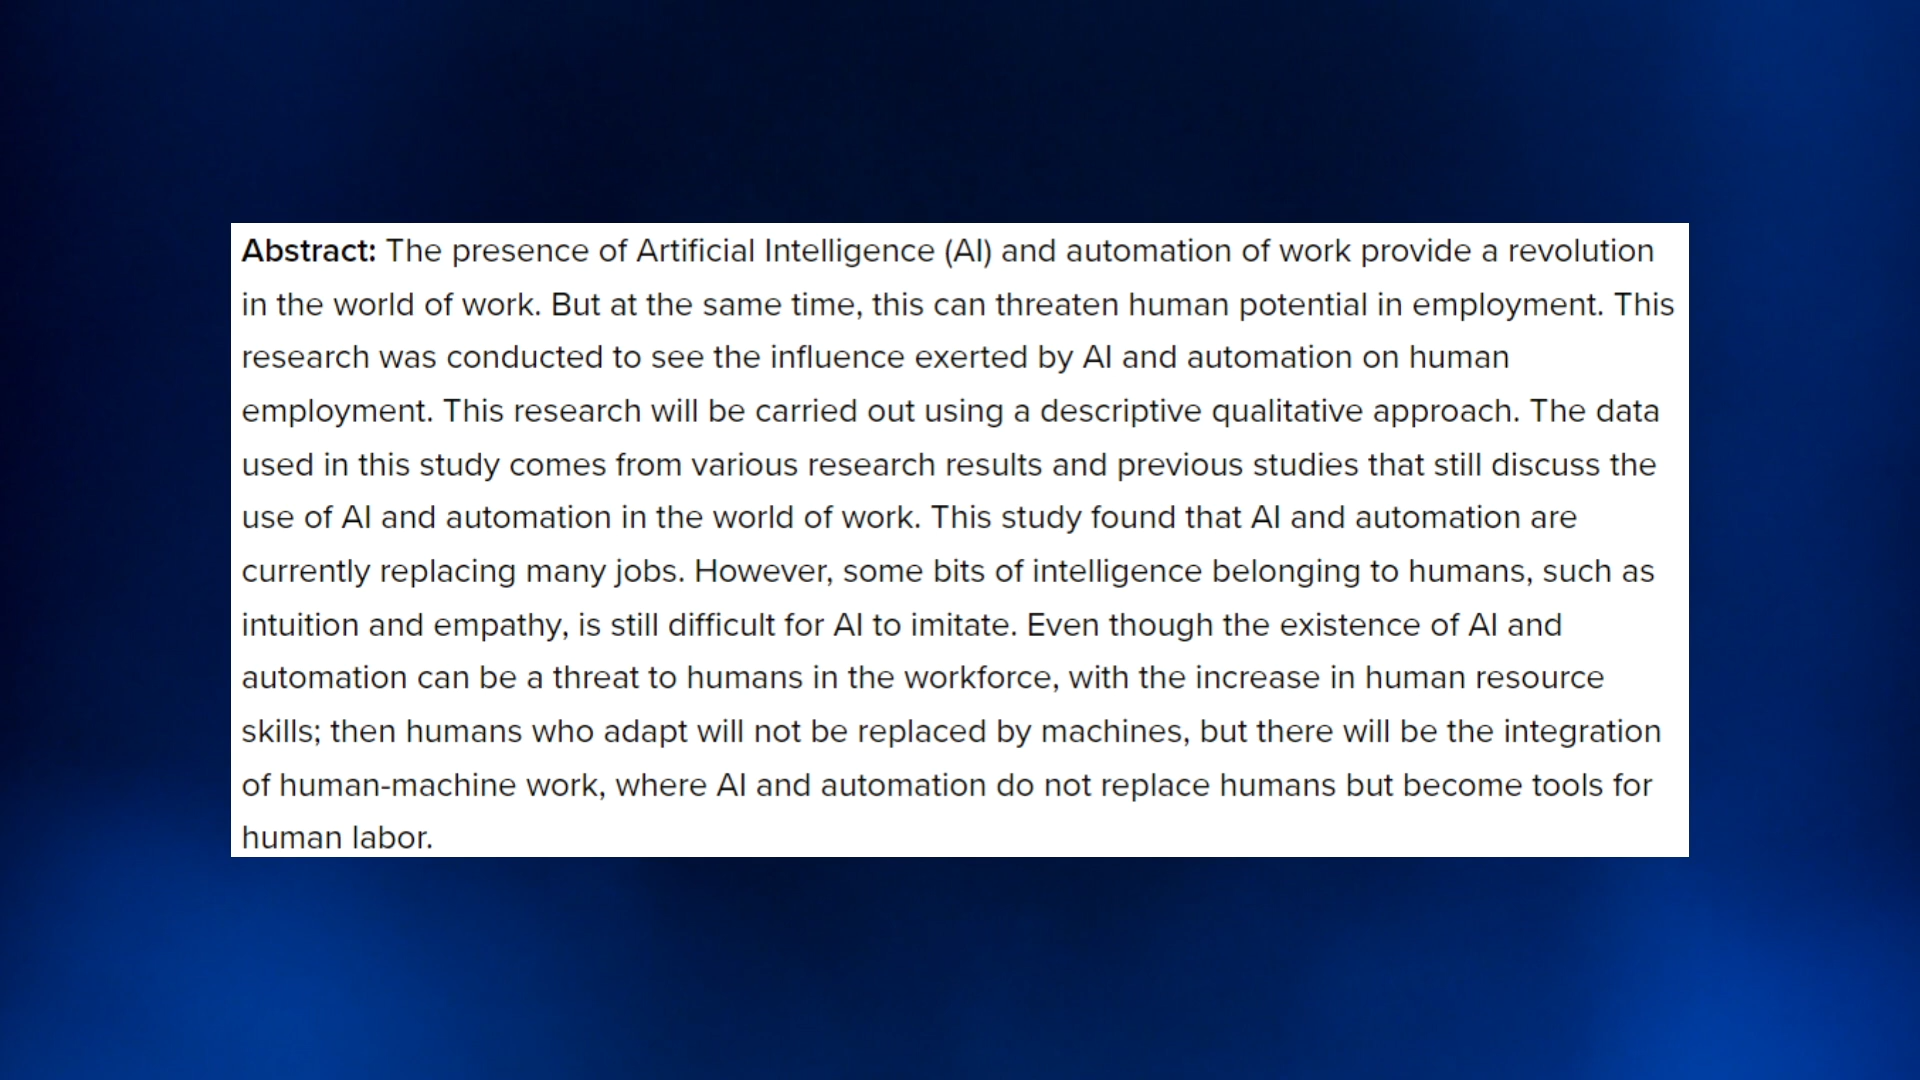 Abstract: The presence of Artificial Intelligence (AI) and automation of work provide a revolution
in the world of work. But at the same time, this can threaten human potential in employment. This
research was conducted to see the influence exerted by AI and automation on human
employment. This research will be carried out using a descriptive qualitative approach. The data
used in this study comes from various research results and previous studies that still discuss the
use of AI and automation in the world of work. This study found that AI and automation are
currently replacing many jobs. However, some bits of intelligence belonging to humans, such as
intuition and empathy, is still difficult for AI to imitate. Even though the existence of AI and
automation can be a threat to humans in the workforce, with the increase in human resource
skills; then humans who adapt will not be replaced by machines, but there will be the integration
of human-machine work, where AI and automation do not replace humans but become tools for
human labor.